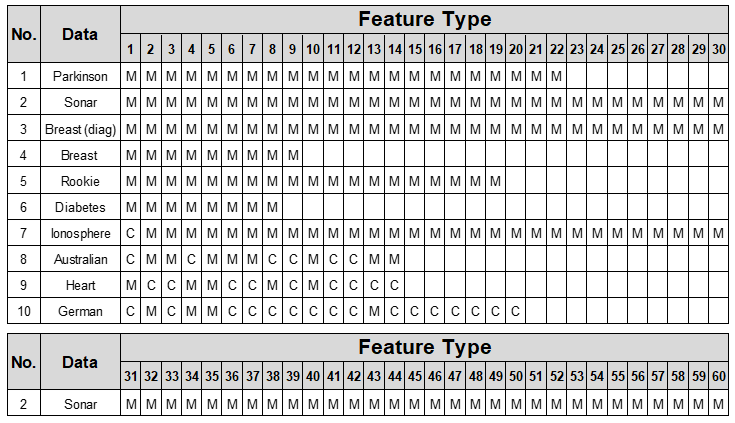 No. Data Feature Type
1 2 3 4 5 6 7 8 9 10 11 12 13 14 15 16 17 18 19 20 21 22 23 24 25 26 27 28 29 30
1 Parkinson M M M M M M M M M M M M M M M M M M M M M M
2 Sonar M M M M M M M M M M M M M M M M M M M M M M M M M M M M M M
3 Breast (diag) M M M M M M M M M M M M M M M M M M M M M M M M M M M M M M
4 Breast M M M M M M M M M
5 Rookie M M M M M M M M M M M M M M M M M M M
6 Diabetes M M M M M M M M
7 Ionosphere C M M M M M M M M M M M M M M M M M M M M M M M M M M M M M
8 Australian C M M C M M M C C M C C M M
9 Heart M C C M M C C M C M C C C C
10 German C M C M M C C C C C C C M C C C C C C C
No. Data Feature Type
31 32 33 34 35 36 37 38 39 40 41 42 43 44 45 46 47 48 49 50 51 52 53 54 55 56 57 58 59 60
2 Sonar M M M M M M M M M M M M M M M M M M M M M M M M M M M M M M